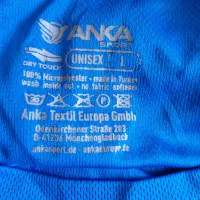 ANKA
SPORT
DRY TOUCH
UNISEX
L
100% Micropolyester - made in Turkey
wash inside out - no fabric softener
Anka Textil Europa GmbH
Odenkirchener Straße 203
D-41236 Mönchengladbach
ankasport.de - ankaeurope.de